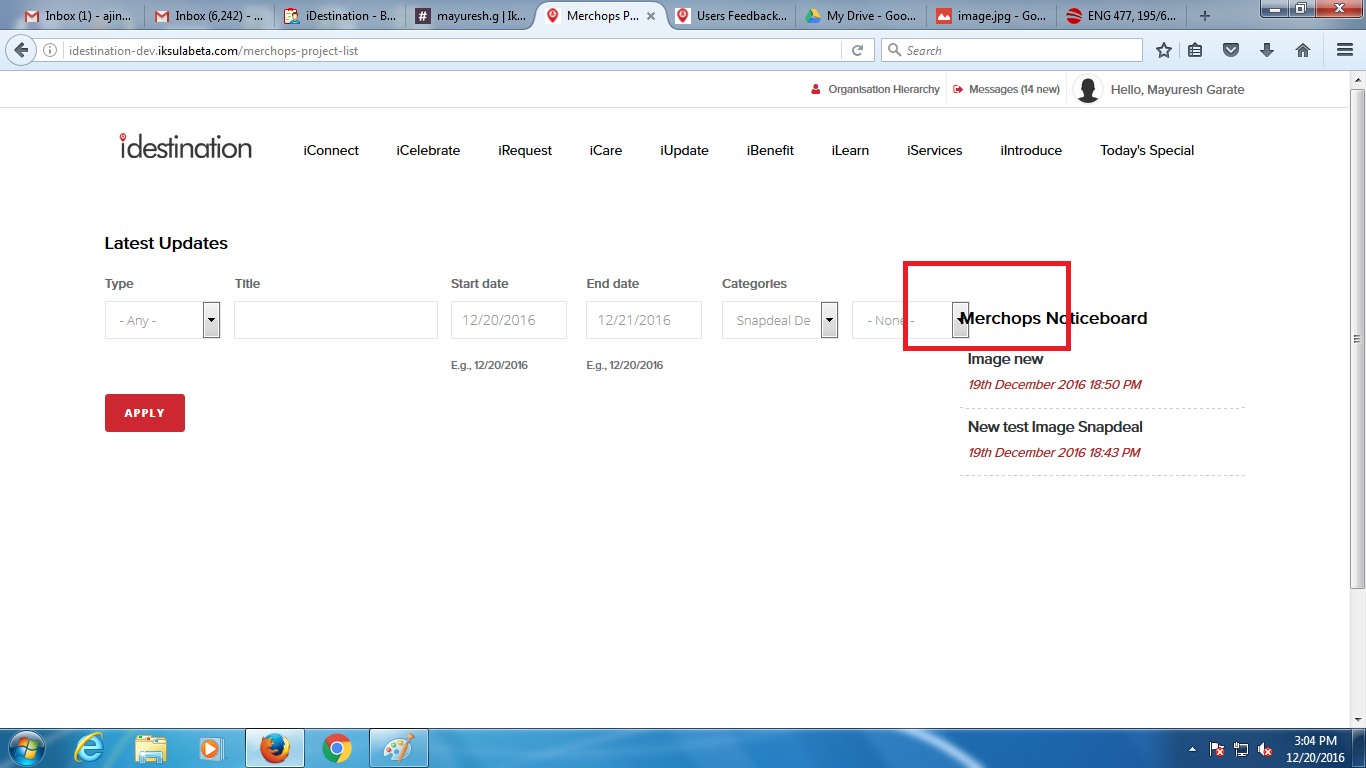 Inbox (1) - ajin... Inbox (6,242) - ... iDestination - B... mayuresh.g | Ik... Merchops P... Users Feedback... My Drive - Goo... image.jpg - Go... ENG 477, 195/6...
idestination-dev.iksulabeta.com/merchops-project-list Search
Organisation Hierarchy Messages (14 new) Hello, Mayuresh Garate
idestination iConnect iCelebrate iRequest iCare iUpdate iBenefit iLearn iServices iIntroduce Today's Special
Latest Updates
Type Title Start date End date Categories
- Any - 12/20/2016 12/21/2016 Snapdeal De - None - Merchops Noticeboard
E.g., 12/20/2016 E.g., 12/20/2016 Image new
19th December 2016 18:50 PM
APPLY
New test Image Snapdeal
19th December 2016 18:43 PM
3:04 PM
12/20/2016